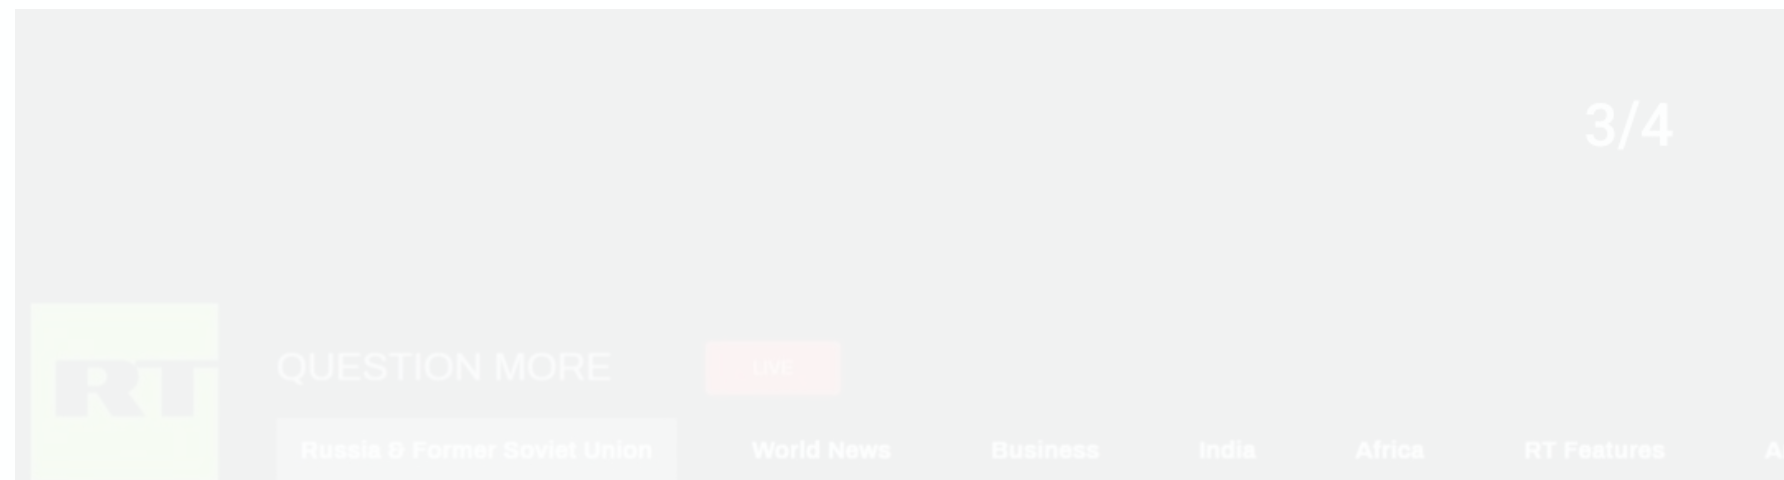 3/4
RT
QUESTION MORE
LIVE
Russia & Former Soviet Union World News Business India Africa RT Features